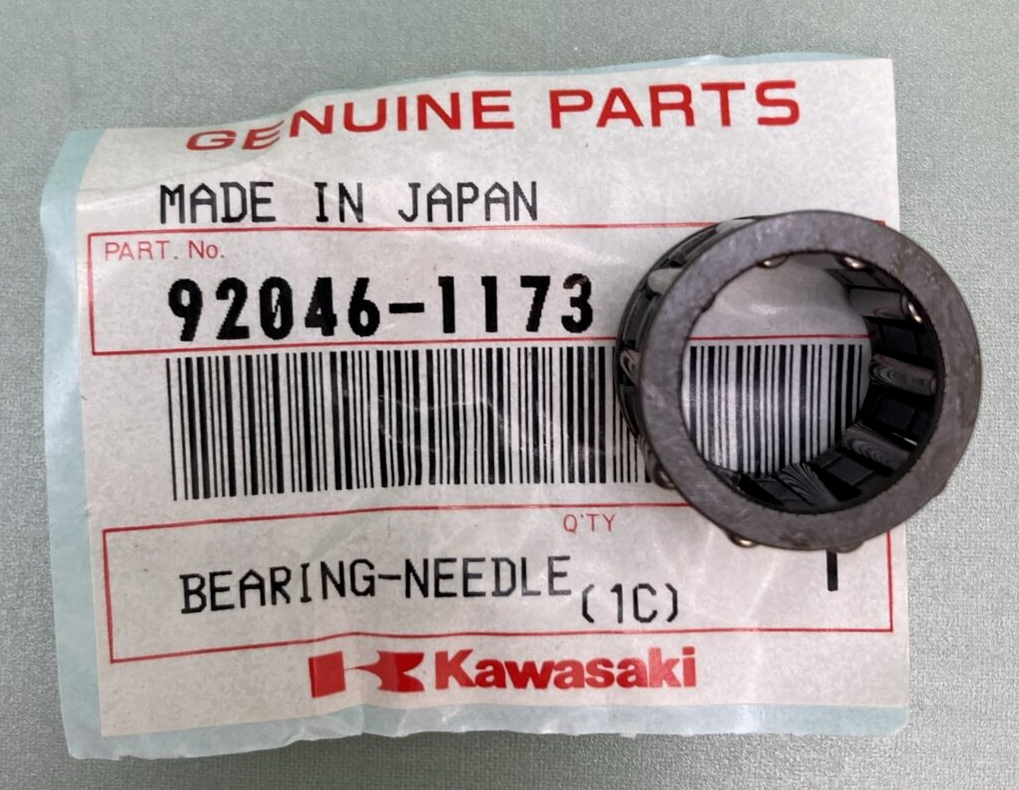 GENUINE PARTS
MADE IN JAPAN
PART. No.
92046-1173
Q'TY
BEARING-NEEDLE (1C) 1
Kawasaki